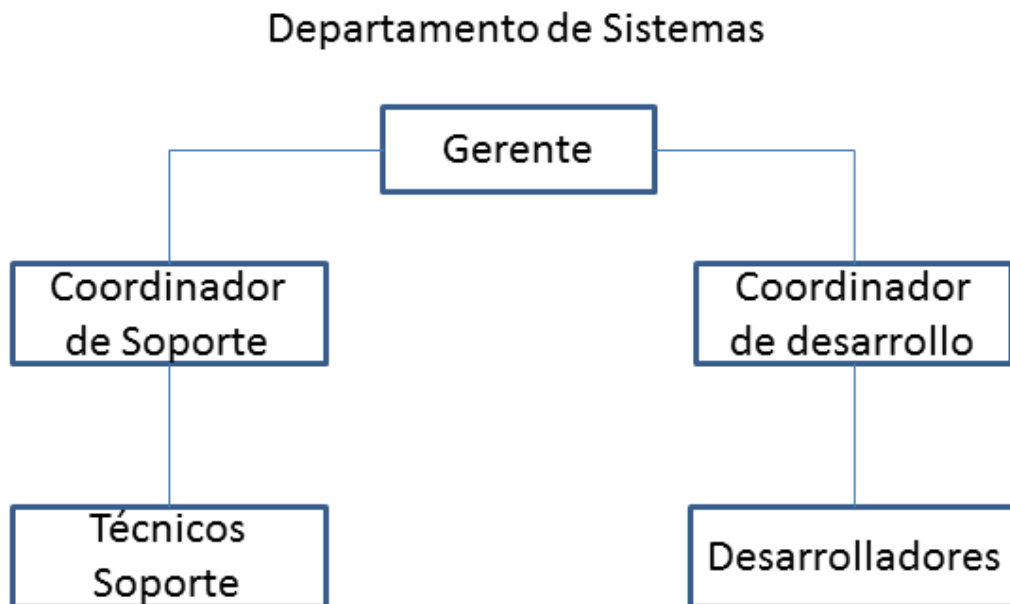 Departamento de Sistemas
Gerente
Coordinador
de Soporte
Coordinador
de desarrollo
Técnicos
Soporte
Desarrolladores